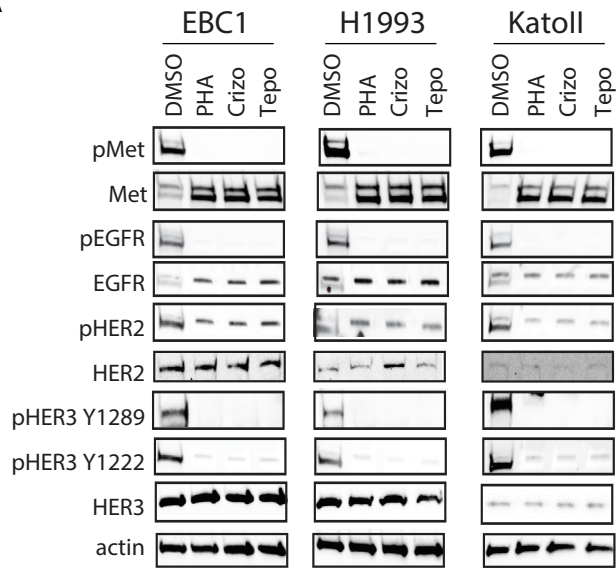 EBC1 H1993 KatoII
DMSO PHA Crizo Tepo DMSO PHA Crizo Tepo DMSO PHA Crizo Tepo
pMet
Met
pEGFR
EGFR
pHER2
HER2
pHER3 Y1289
pHER3 Y1222
HER3
actin